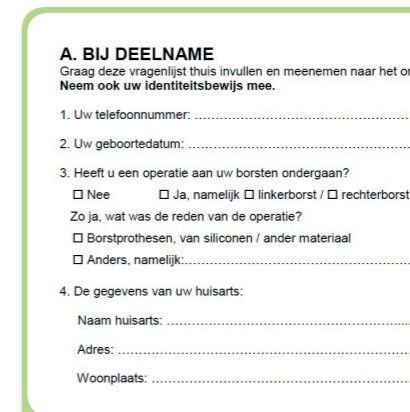 A. BIJ DEELNAME
Graag deze vragenlijst thuis invullen en meenemen naar het
Neem ook uw identiteitsbewijs mee.
1. Uw telefoonnummer: ................................................................
2. Uw geboortedatum: ................................................................
3. Heeft u een operatie aan uw borsten ondergaan?
☐ Nee ☐ Ja, namelijk ☐ linkerborst / ☐ rechterborst
Zo ja, wat was de reden van de operatie?
☐ Borstprothesen, van siliconen / ander materiaal
☐ Anders, namelijk:................................................................
4. De gegevens van uw huisarts:
Naam huisarts: ................................................................
Adres: ................................................................
Woonplaats: ................................................................